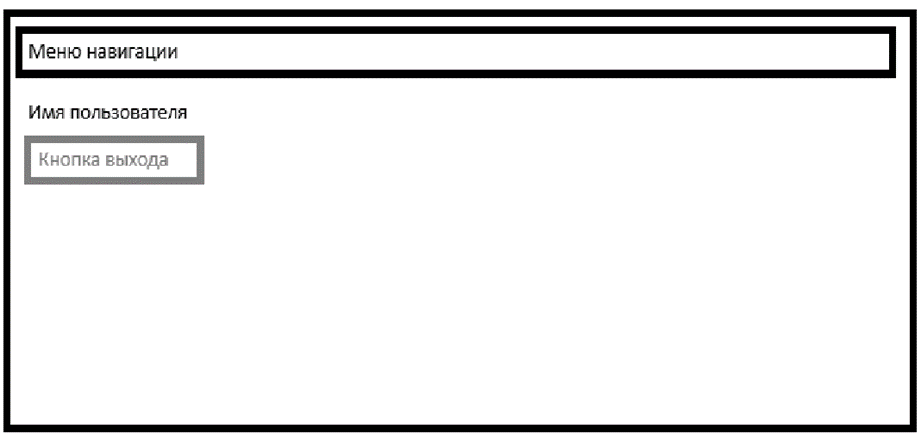 Меню навигации
Имя пользователя
Кнопка выхода